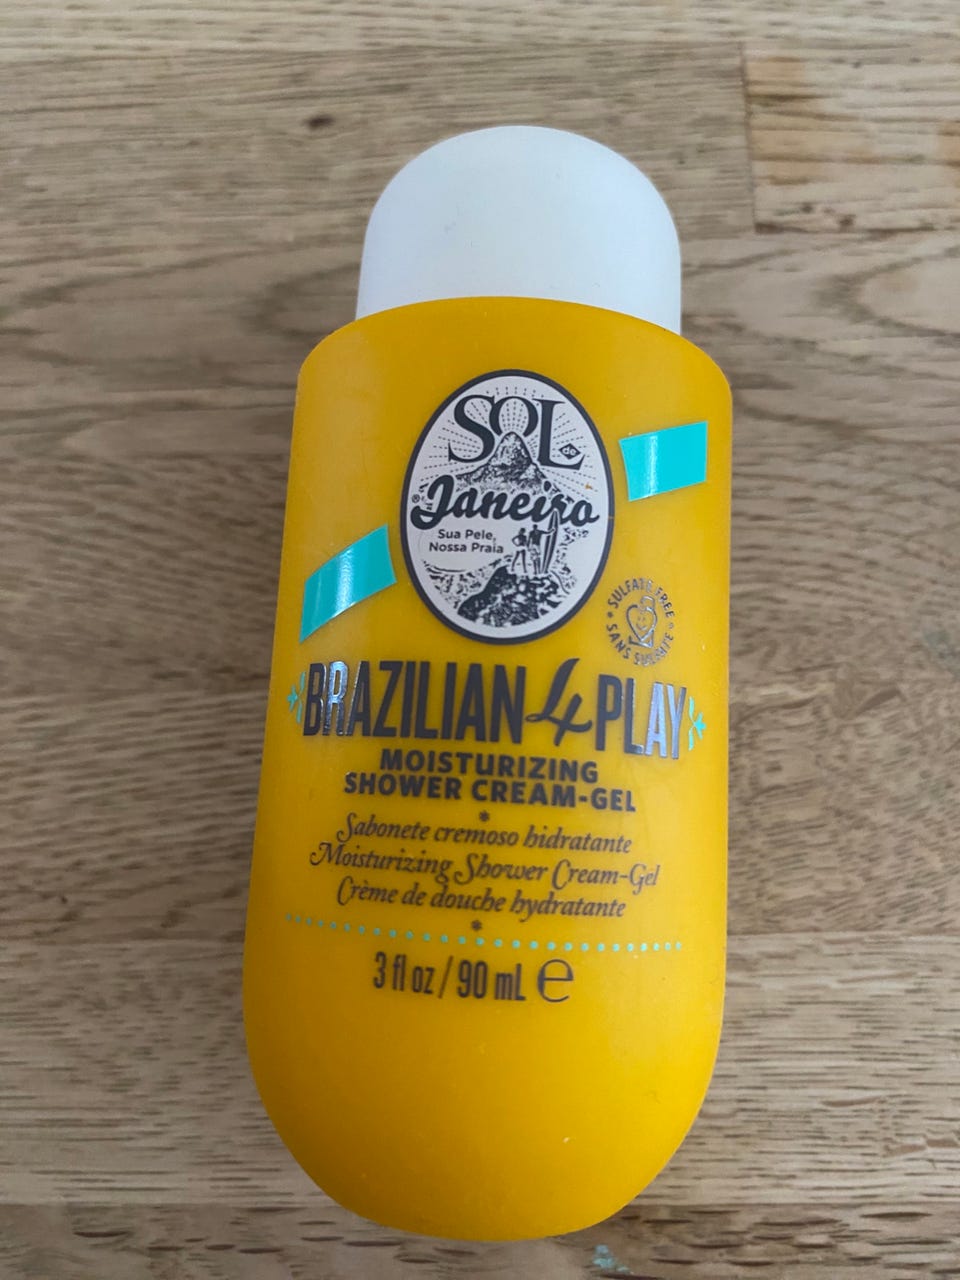 SOL
de
Janeiro®
Sua Pele,
Nossa Praia
SULFATE FREE
SANS SULFATE
BRAZILIAN 4 PLAY
MOISTURIZING
SHOWER CREAM-GEL
Sabonete cremoso hidratante
Moisturizing Shower Cream-Gel
Crème de douche hydratante
3 fl oz / 90 mL ℮